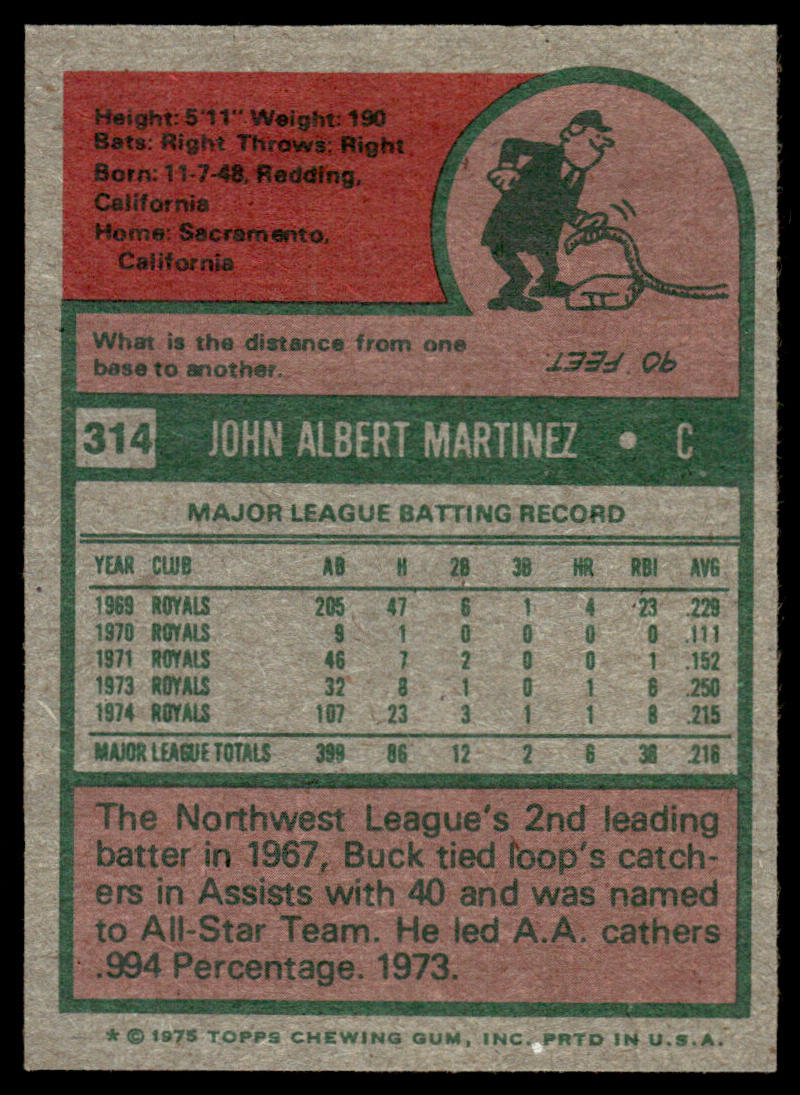 Height: 5'11" Weight: 190
Bats: Right Throws: Right
Born: 11-7-48, Redding,
California
Home: Sacramento,
California
What is the distance from one
base to another.
90 FEET.
314 JOHN ALBERT MARTINEZ • C
MAJOR LEAGUE BATTING RECORD
YEAR CLUB AB H 2B 3B HR RBI AVG
1969 ROYALS 205 47 6 1 4 23 .229
1970 ROYALS 9 1 0 0 0 0 .111
1971 ROYALS 46 7 2 0 0 1 .152
1973 ROYALS 32 8 1 0 1 6 .250
1974 ROYALS 107 23 3 1 1 8 .215
MAJOR LEAGUE TOTALS 399 86 12 2 6 38 .216
The Northwest League's 2nd leading
batter in 1967, Buck tied loop's catch-
ers in Assists with 40 and was named
to All-Star Team. He led A.A. cathers
.994 Percentage. 1973.
* © 1975 TOPPS CHEWING GUM, INC. PRTD IN U.S.A.